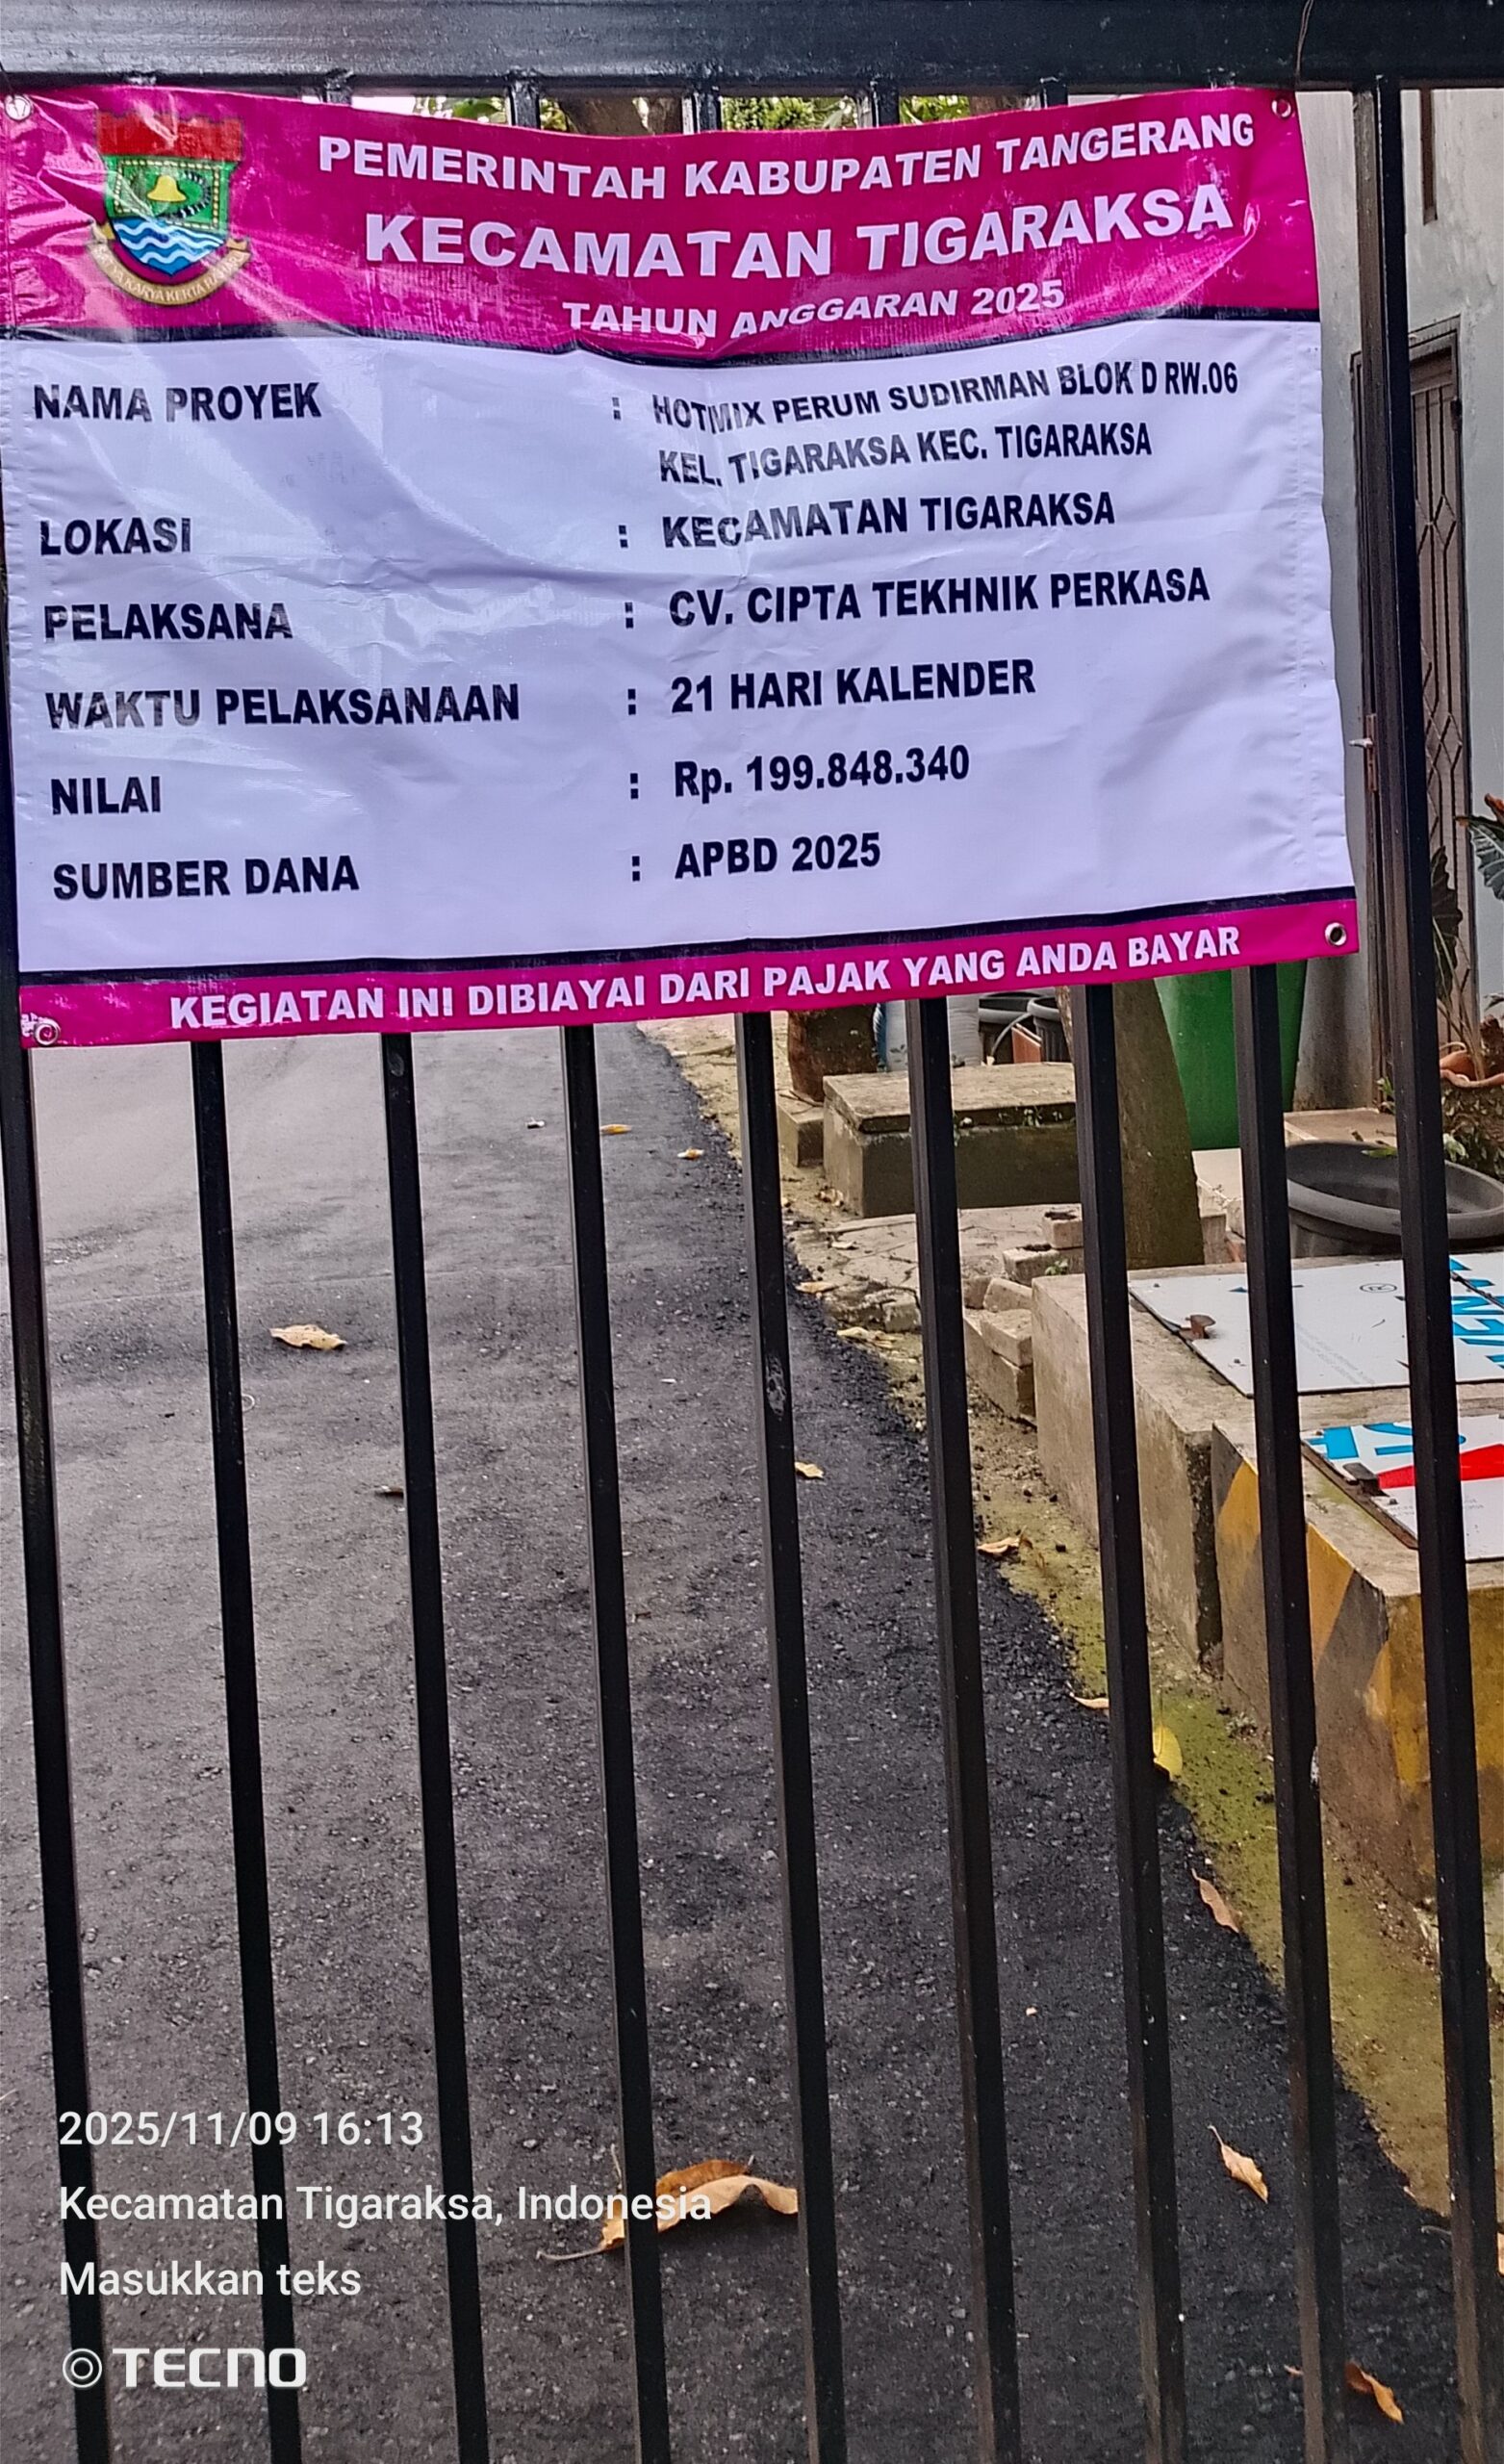 PEMERINTAH KABUPATEN TANGERANG
KECAMATAN TIGARAKSA
TAHUN ANGGARAN 2025
NAMA PROYEK : HOTMIX PERUM SUDIRMAN BLOK D RW.06
KEL. TIGARAKSA KEC. TIGARAKSA
LOKASI : KECAMATAN TIGARAKSA
PELAKSANA : CV. CIPTA TEKHNIK PERKASA
WAKTU PELAKSANAAN : 21 HARI KALENDER
NILAI : Rp. 199.848.340
SUMBER DANA : APBD 2025
KEGIATAN INI DIBIAYAI DARI PAJAK YANG ANDA BAYAR
2025/11/09 16:13
Kecamatan Tigaraksa, Indonesia
Masukkan teks
TECNO